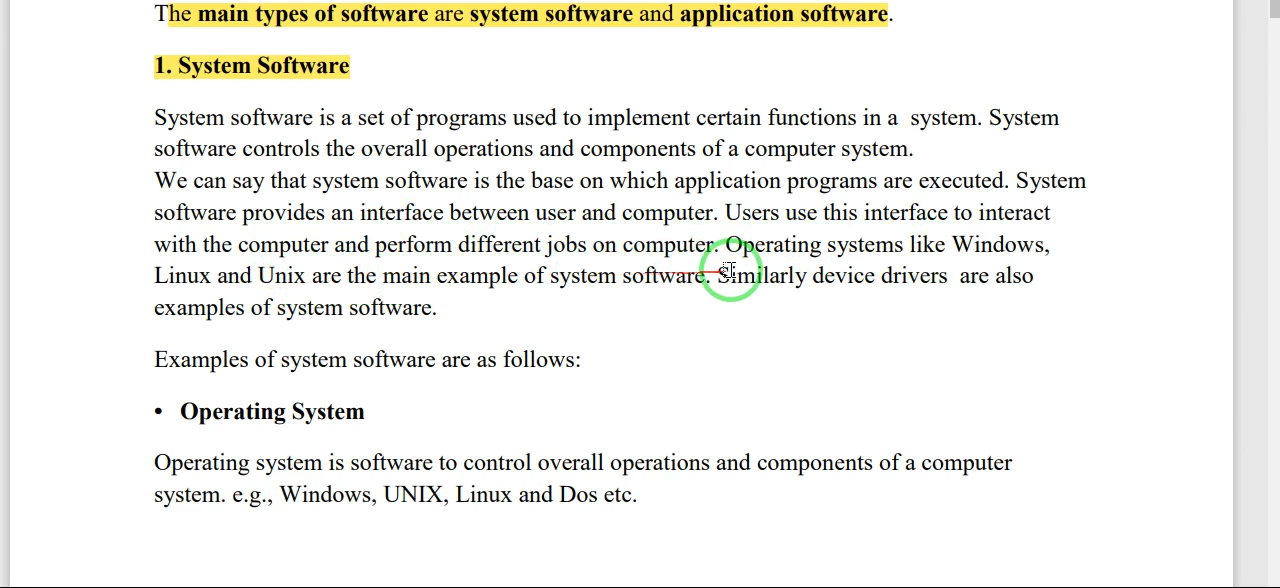 The main types of software are system software and application software.
1. System Software
System software is a set of programs used to implement certain functions in a  system. System
software controls the overall operations and components of a computer system.
We can say that system software is the base on which application programs are executed. System
software provides an interface between user and computer. Users use this interface to interact
with the computer and perform different jobs on computer. Operating systems like Windows,
Linux and Unix are the main example of system software. Similarly device drivers  are also
examples of system software.
Examples of system software are as follows:
• Operating System
Operating system is software to control overall operations and components of a computer
system. e.g., Windows, UNIX, Linux and Dos etc.